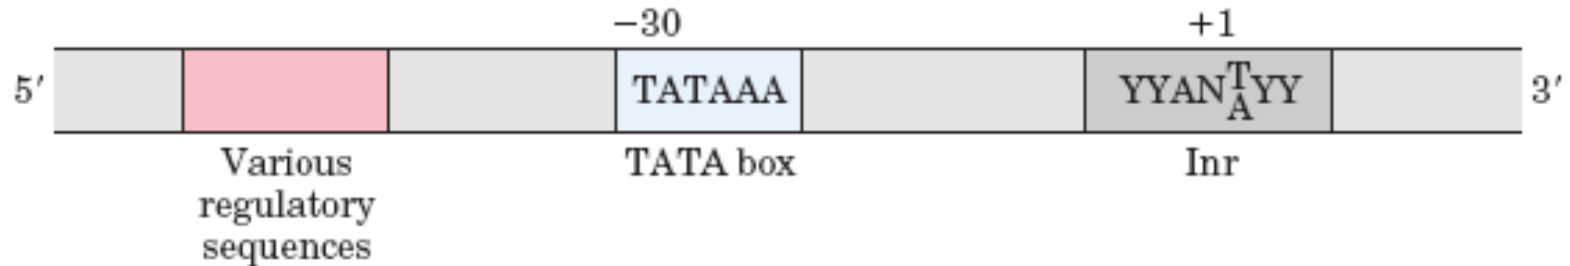 −30 +1
5′ TATAAA YYANTAYY 3′
Various regulatory sequences TATA box Inr